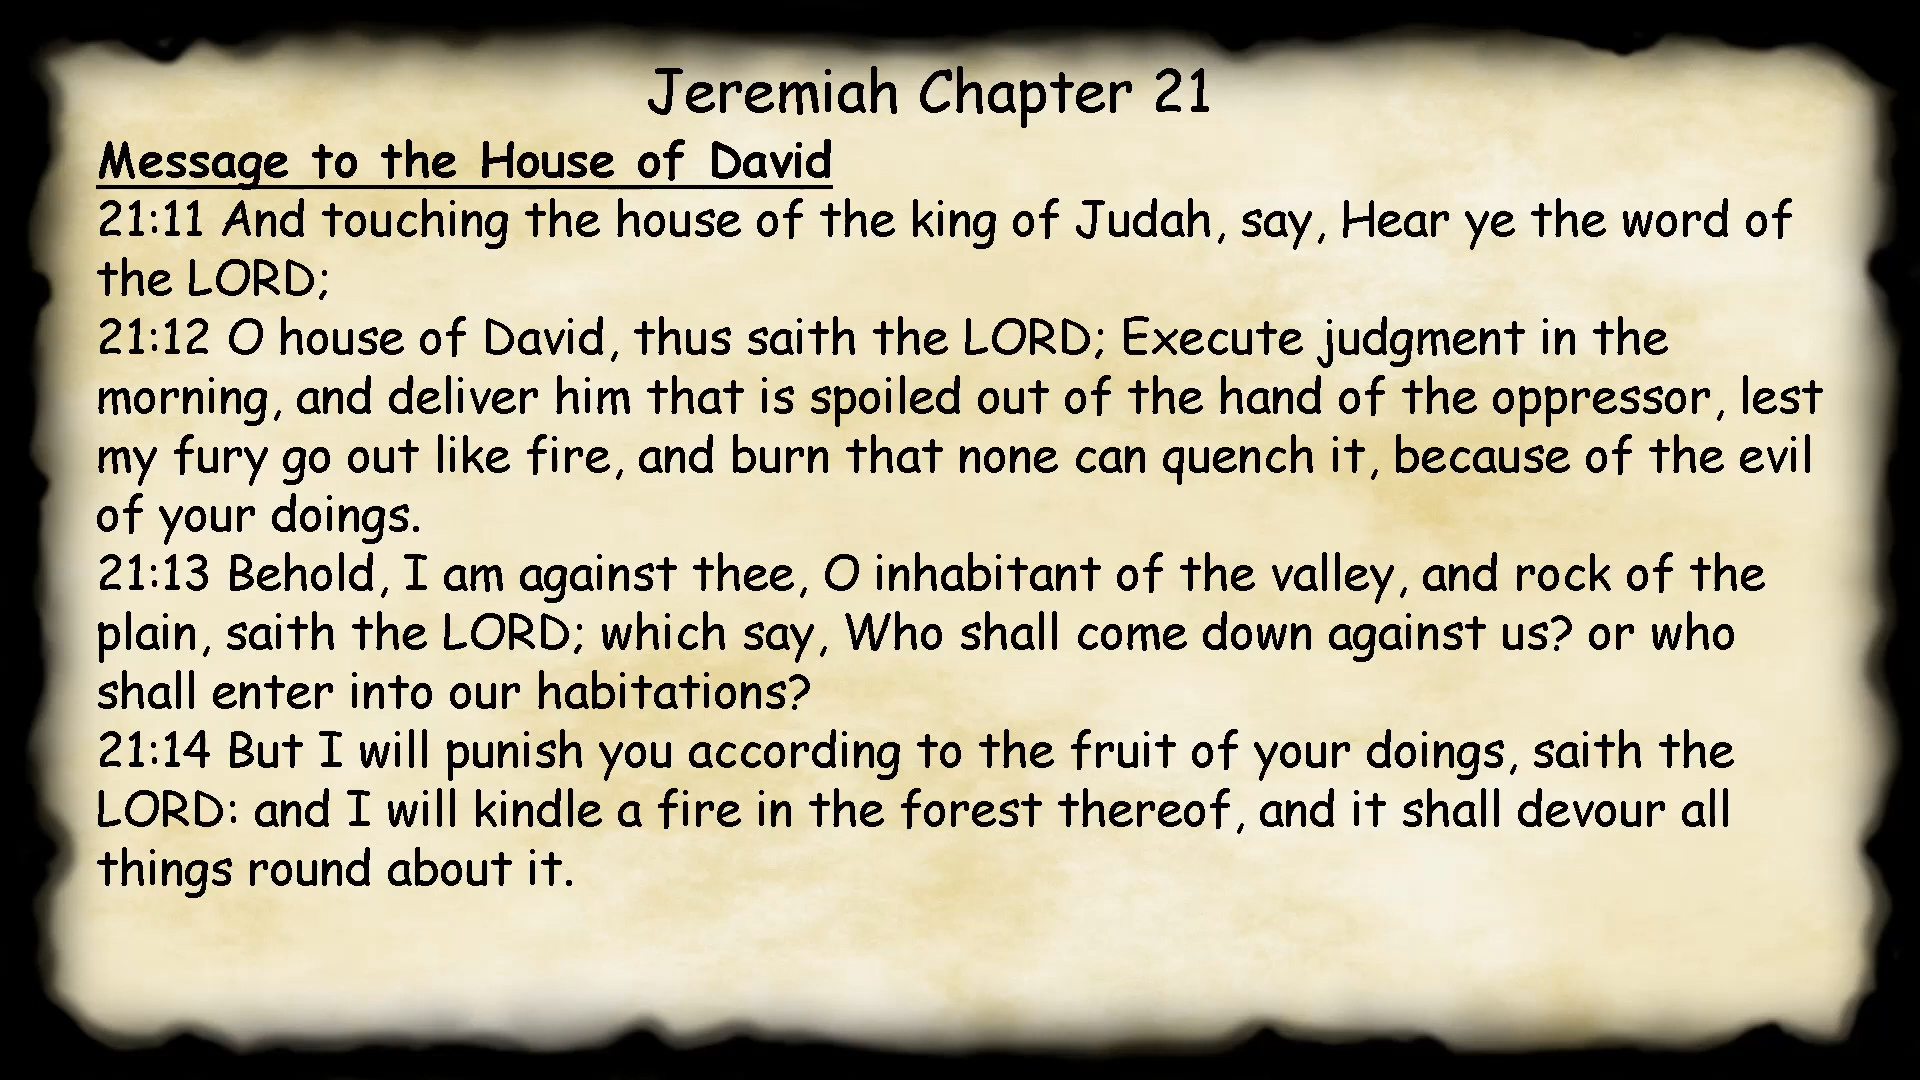 Jeremiah Chapter 21
Message to the House of David
21:11 And touching the house of the king of Judah, say, Hear ye the word of
the LORD;
21:12 O house of David, thus saith the LORD; Execute judgment in the
morning, and deliver him that is spoiled out of the hand of the oppressor, lest
my fury go out like fire, and burn that none can quench it, because of the evil
of your doings.
21:13 Behold, I am against thee, O inhabitant of the valley, and rock of the
plain, saith the LORD; which say, Who shall come down against us? or who
shall enter into our habitations?
21:14 But I will punish you according to the fruit of your doings, saith the
LORD: and I will kindle a fire in the forest thereof, and it shall devour all
things round about it.